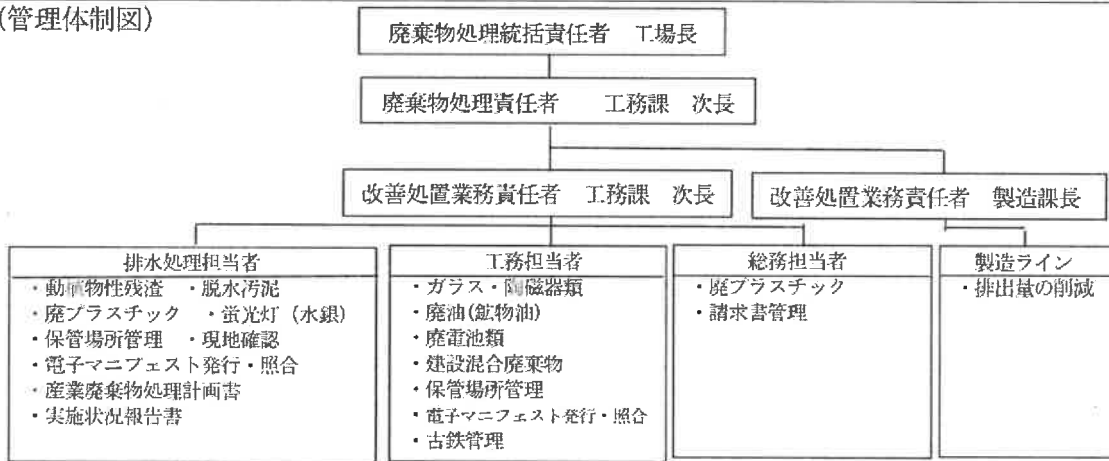 (管理体制図)
廃棄物処理統括責任者　工場長
廃棄物処理責任者　工務課　次長
改善処置業務責任者　工務課　次長
改善処置業務責任者　製造課長
排水処理担当者
・動植物性残渣　・脱水汚泥
・廃プラスチック　・蛍光灯（水銀）
・保管場所管理　・現地確認
・電子マニフェスト発行・照合
・産業廃棄物処理計画書
・実施状況報告書
工務担当者
・ガラス・陶磁器類
・廃油(鉱物油)
・廃電池類
・建設混合廃棄物
・保管場所管理
・電子マニフェスト発行・照合
・古鉄管理
総務担当者
・廃プラスチック
・請求書管理
製造ライン
・排出量の削減